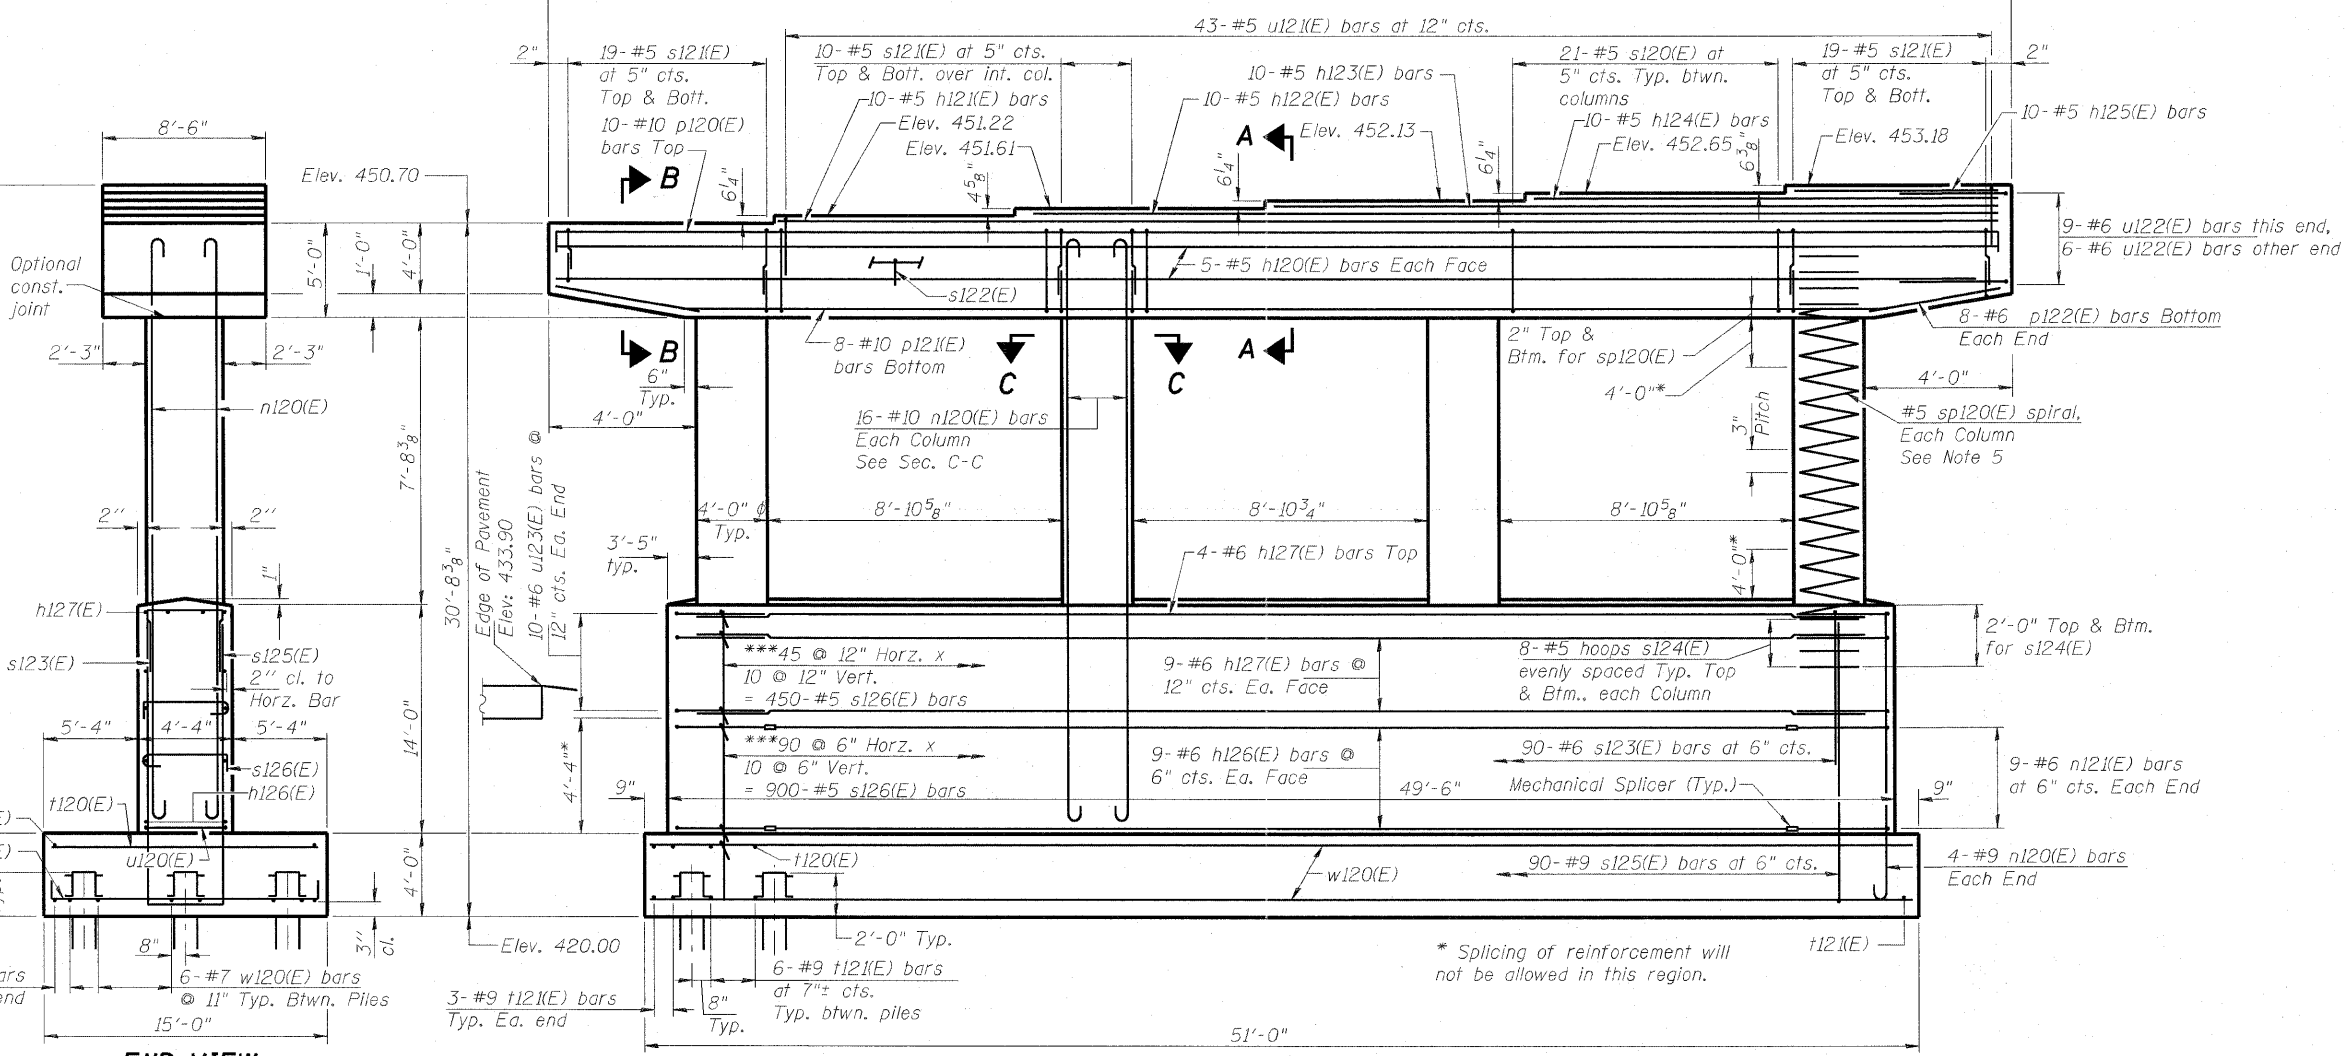 43-#5 u121(E) bars at 12" cts.
2"
19-#5 s121(E)
at 5" cts.
Top & Bott.
10-#5 s121(E) at 5" cts.
Top & Bott. over int. col.
21-#5 s120(E) at
5" cts. Typ. btwn.
columns
19-#5 s121(E)
at 5" cts.
Top & Bott.
2"
10-#5 h123(E) bars
10-#5 h121(E) bars
10-#5 h122(E) bars
10-#5 h125(E) bars
8'-6"
10-#10 p120(E)
bars Top
Elev. 451.22
Elev. 451.61
A
Elev. 452.13
10-#5 h124(E) bars
Elev. 452.65
Elev. 453.18
Elev. 450.70
B
6 1/4"
4 5/8"
6 1/4"
6 1/4"
6 3/8"
Optional
const.
joint
5'-0"
1'-0"
4'-0"
s122(E)
5-#5 h120(E) bars Each Face
9-#6 u122(E) bars this end,
6-#6 u122(E) bars other end
2'-3"
2'-3"
B
8-#10 p121(E)
bars Bottom
C
C
A
2" Top &
Btm. for sp120(E)
8-#6 p122(E) bars Bottom
Each End
6"
Typ.
4'-0"
4'-0"*
4'-0"
n120(E)
16-#10 n120(E) bars
Each Column
See Sec. C-C
3"
Pitch
#5 sp120(E) spiral,
Each Column
See Note 5
7'-8 3/8"
2"
2"
4'-0" ϕ
Typ.
8'-10 5/8"
8'-10 3/4"
8'-10 5/8"
30'-8 3/8"
Edge of Pavement
Elev: 433.90
10-#6 u123(E) bars @
12" cts. Ea. End
3'-5"
typ.
4-#6 h127(E) bars Top
4'-0"*
1"
h127(E)
s123(E)
s125(E)
2" cl. to
Horz. Bar
***45 @ 12" Horz. x
10 @ 12" Vert.
= 450-#5 s126(E) bars
9-#6 h127(E) bars @
12" cts. Ea. Face
8-#5 hoops s124(E)
evenly spaced Typ. Top
& Btm., each Column
2'-0" Top & Btm.
for s124(E)
5'-4"
4'-4"
5'-4"
14'-0"
s126(E)
h126(E)
t120(E)
u120(E)
4'-4"*
***90 @ 6" Horz. x
10 @ 6" Vert.
= 900-#5 s126(E) bars
9-#6 h126(E) bars @
6" cts. Ea. Face
90-#6 s123(E) bars at 6" cts.
9-#6 n121(E) bars
at 6" cts. Each End
9"
49'-6"
Mechanical Splicer (Typ.)
9"
4'-0"
t120(E)
w120(E)
90-#9 s125(E) bars at 6" cts.
4-#9 n120(E) bars
Each End
8"
3"
cl.
Elev. 420.00
2'-0" Typ.
* Splicing of reinforcement will
not be allowed in this region.
t121(E)
6-#7 w120(E) bars
@ 11" Typ. Btwn. Piles
15'-0"
3-#9 t121(E) bars
Typ. Ea. end
8"
Typ.
6-#9 t121(E) bars
at 7"± cts.
Typ. btwn. piles
51'-0"
END VIEW